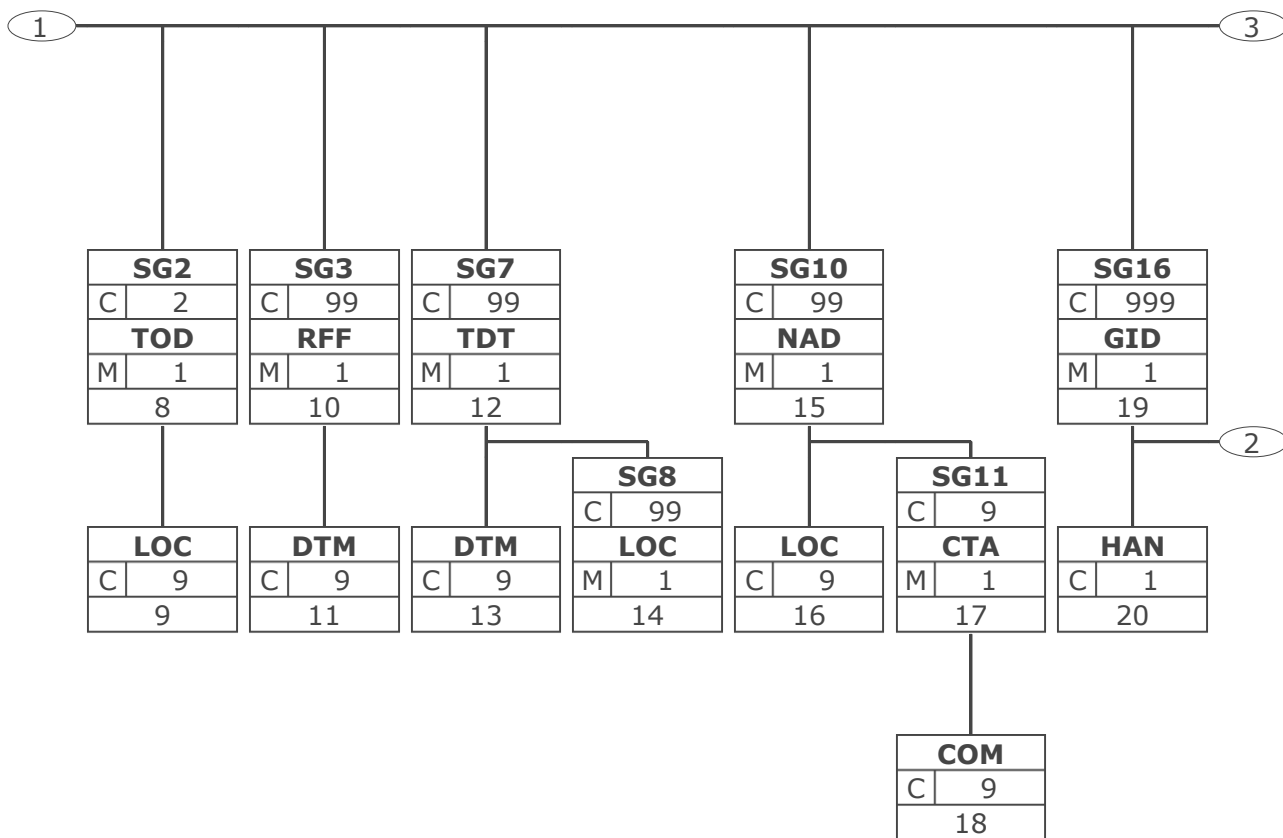 1
3
SG2
C 2
TOD
M 1
8
SG3
C 99
RFF
M 1
10
SG7
C 99
TDT
M 1
12
SG10
C 99
NAD
M 1
15
SG16
C 999
GID
M 1
19
2
SG8
C 99
LOC
M 1
14
SG11
C 9
CTA
M 1
17
LOC
C 9
9
DTM
C 9
11
DTM
C 9
13
LOC
C 9
16
HAN
C 1
20
COM
C 9
18